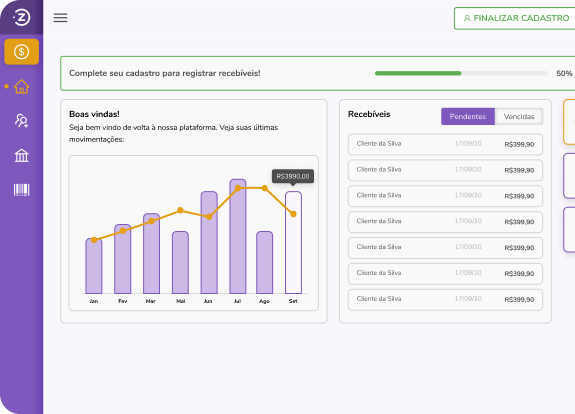 FINALIZAR CADASTRO
Complete seu cadastro para registrar recebíveis!
50%
Boas vindas!
Seja bem vindo de volta à nossa plataforma. Veja suas últimas
movimentações:
R$3990,00
Jan Fev Mar Mai Jun Jul Ago Set
Recebíveis
Pendentes Vencidas
Cliente da Silva 17/09/20 R$399,90
Cliente da Silva 17/09/20 R$399,90
Cliente da Silva 17/09/20 R$399,90
Cliente da Silva 17/09/20 R$399,90
Cliente da Silva 17/09/20 R$399,90
Cliente da Silva 17/09/20 R$399,90
Cliente da Silva 17/09/20 R$399,90